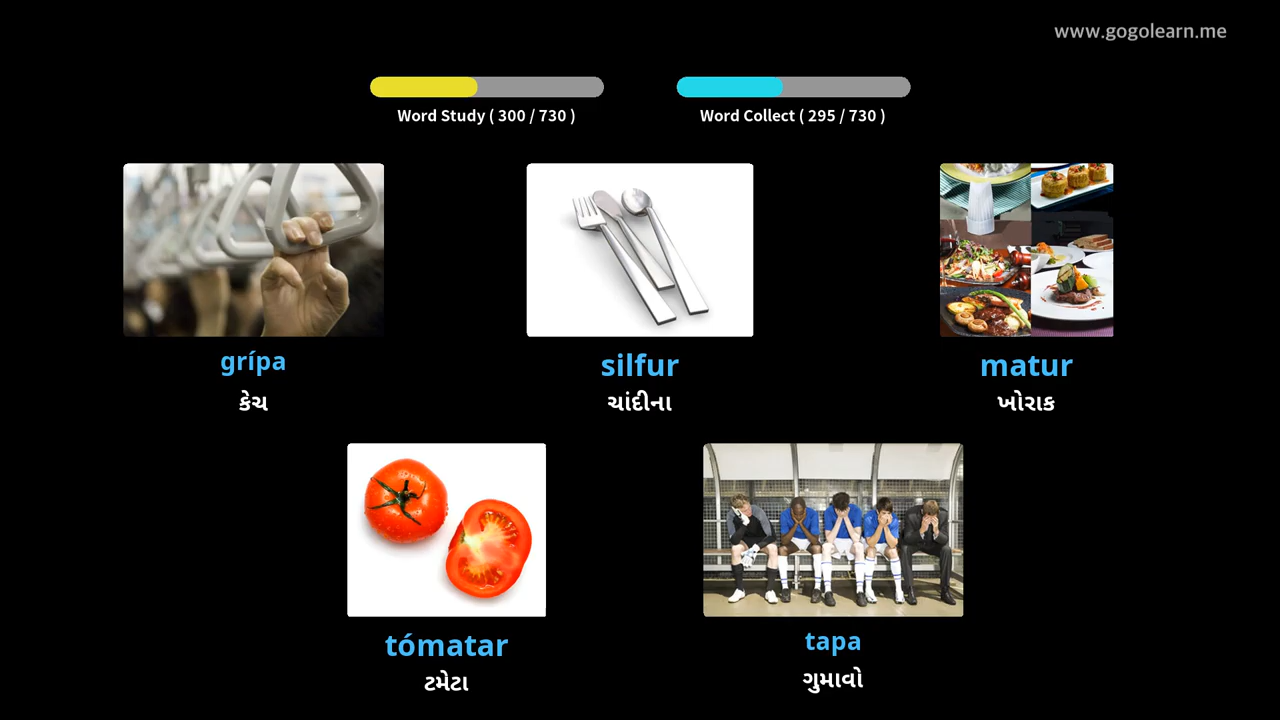 www.gogolearn.me
Word Study ( 300 / 730 )
Word Collect ( 295 / 730 )
grípa
કેચ
silfur
ચાંદીના
matur
ખોરાક
tómatar
ટમેટા
tapa
ગુમાવો